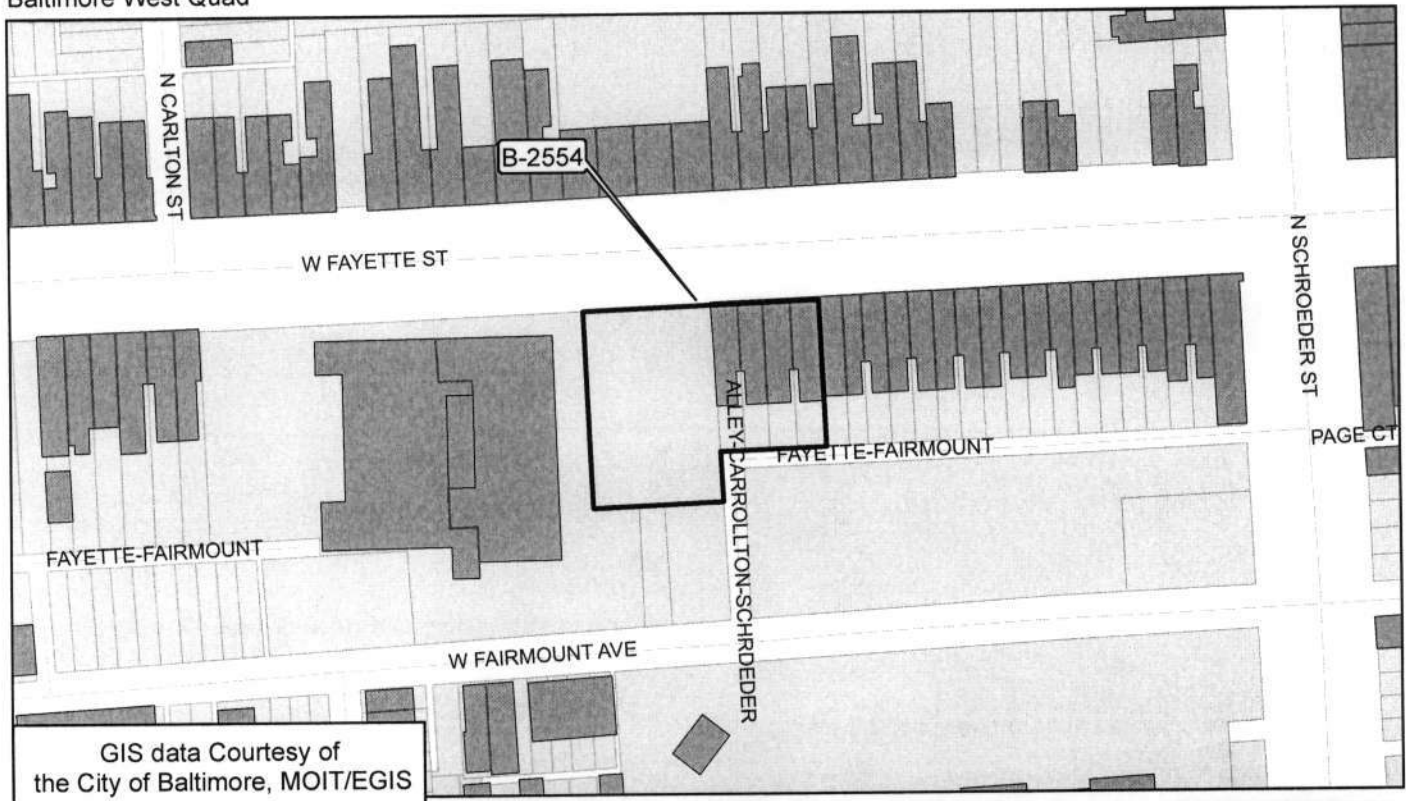 Baltimore West Quad
N CARLTON ST
B-2554
W FAYETTE ST
N SCHROEDER ST
ALLEY-CARROLLTON-SCHRDEDER
FAYETTE-FAIRMOUNT
PAGE CT
FAYETTE-FAIRMOUNT
W FAIRMOUNT AVE
GIS data Courtesy of
the City of Baltimore, MOIT/EGIS